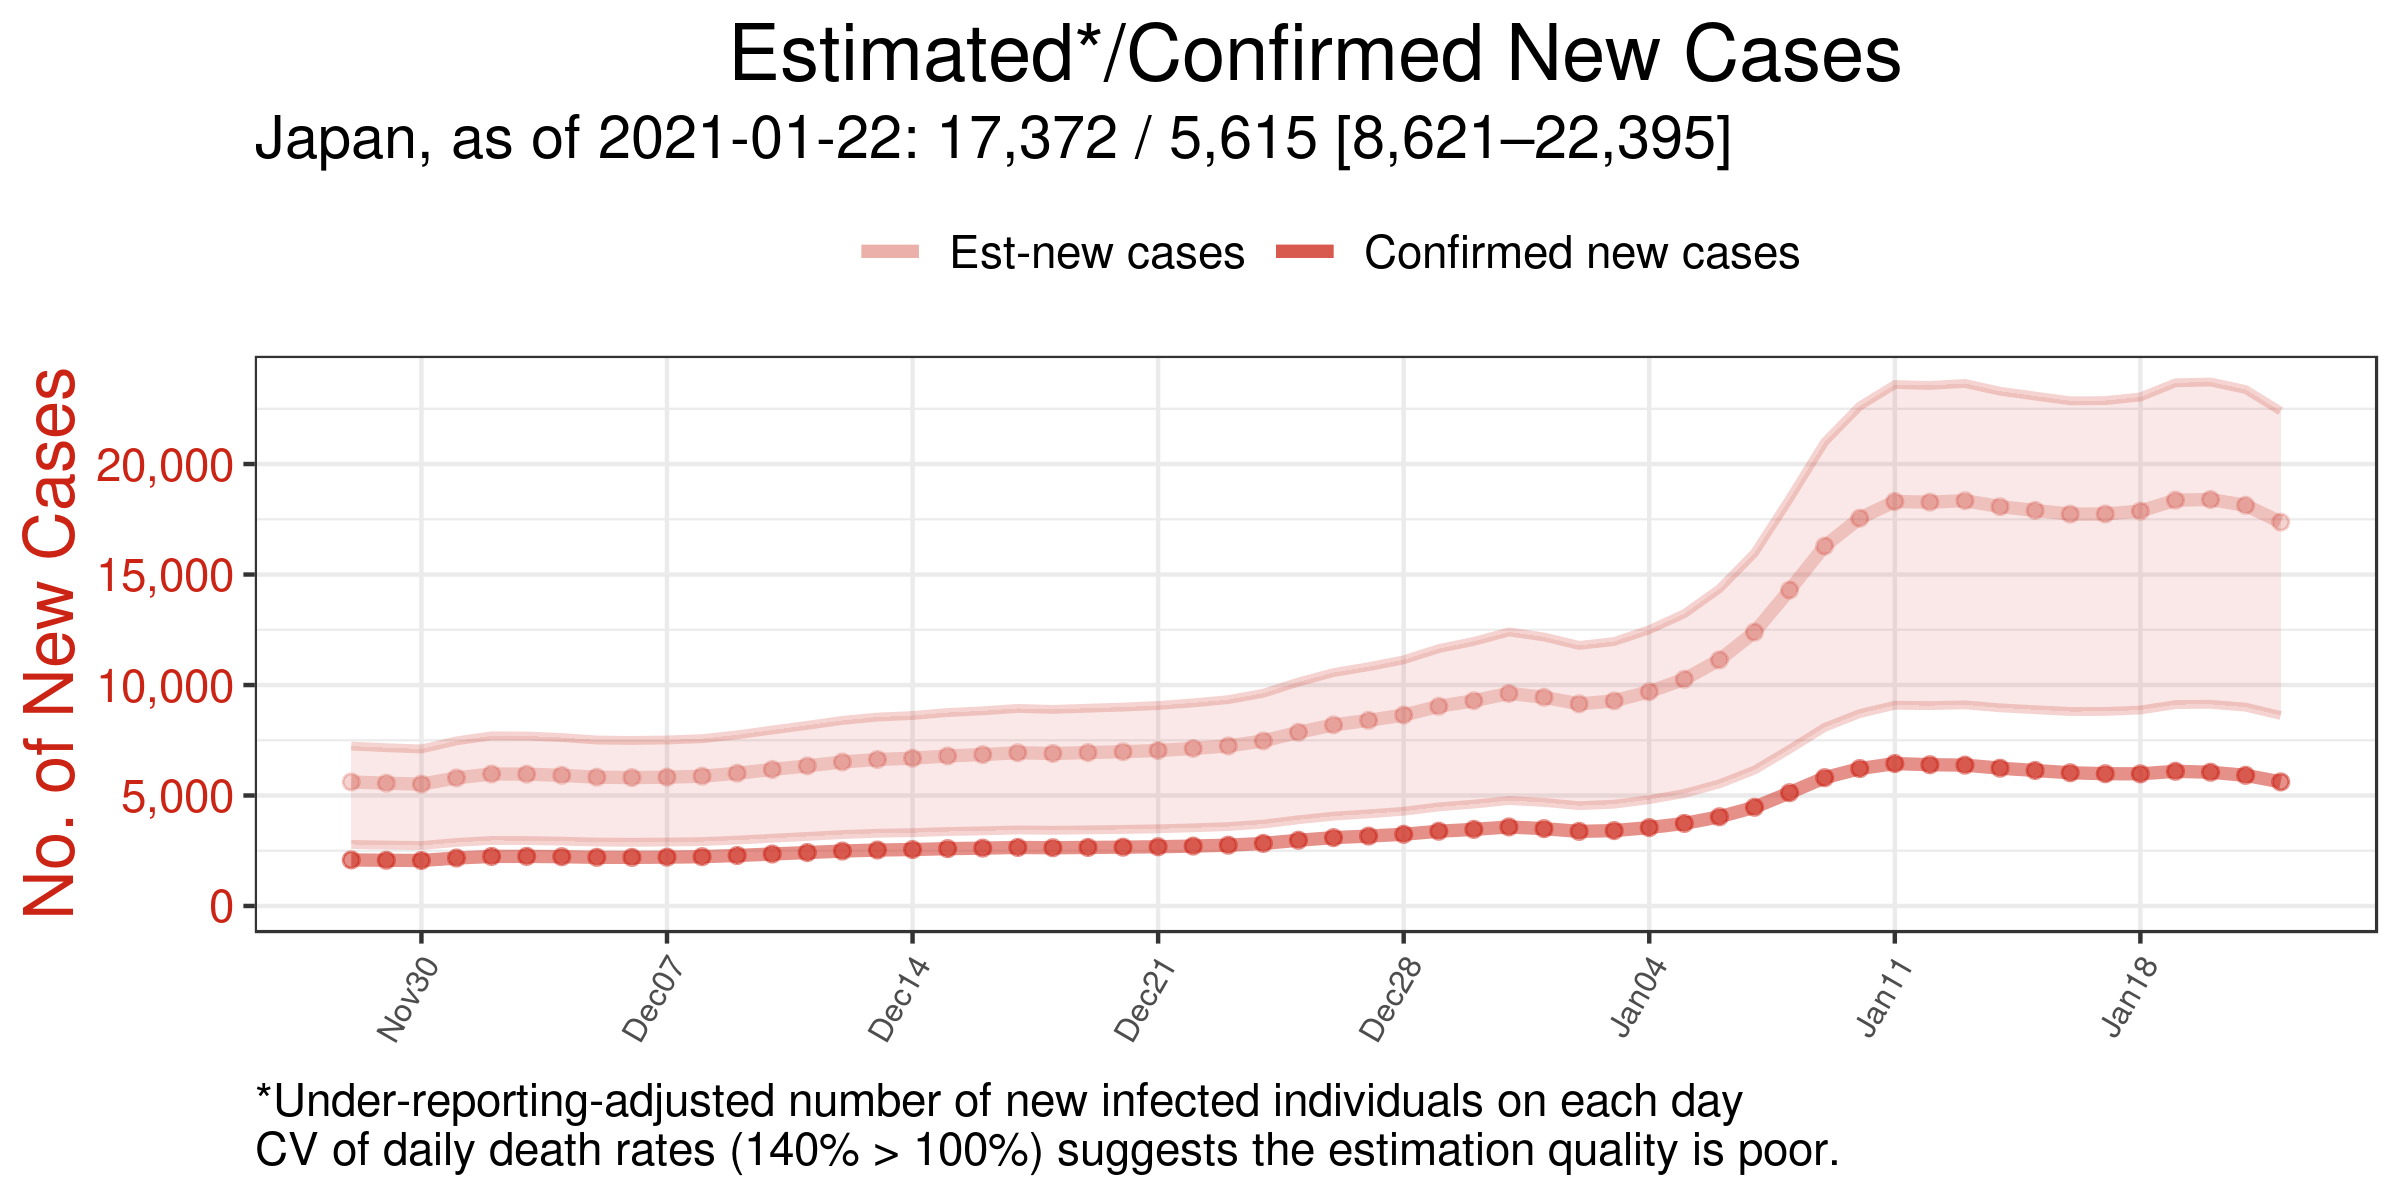 Estimated*/Confirmed New Cases
Japan, as of 2021-01-22: 17,372 / 5,615 [8,621–22,395]
Est-new cases
Confirmed new cases
No. of New Cases
20,000
15,000
10,000
5,000
0
Nov30
Dec07
Dec14
Dec21
Dec28
Jan04
Jan11
Jan18
*Under-reporting-adjusted number of new infected individuals on each day
CV of daily death rates (140% > 100%) suggests the estimation quality is poor.